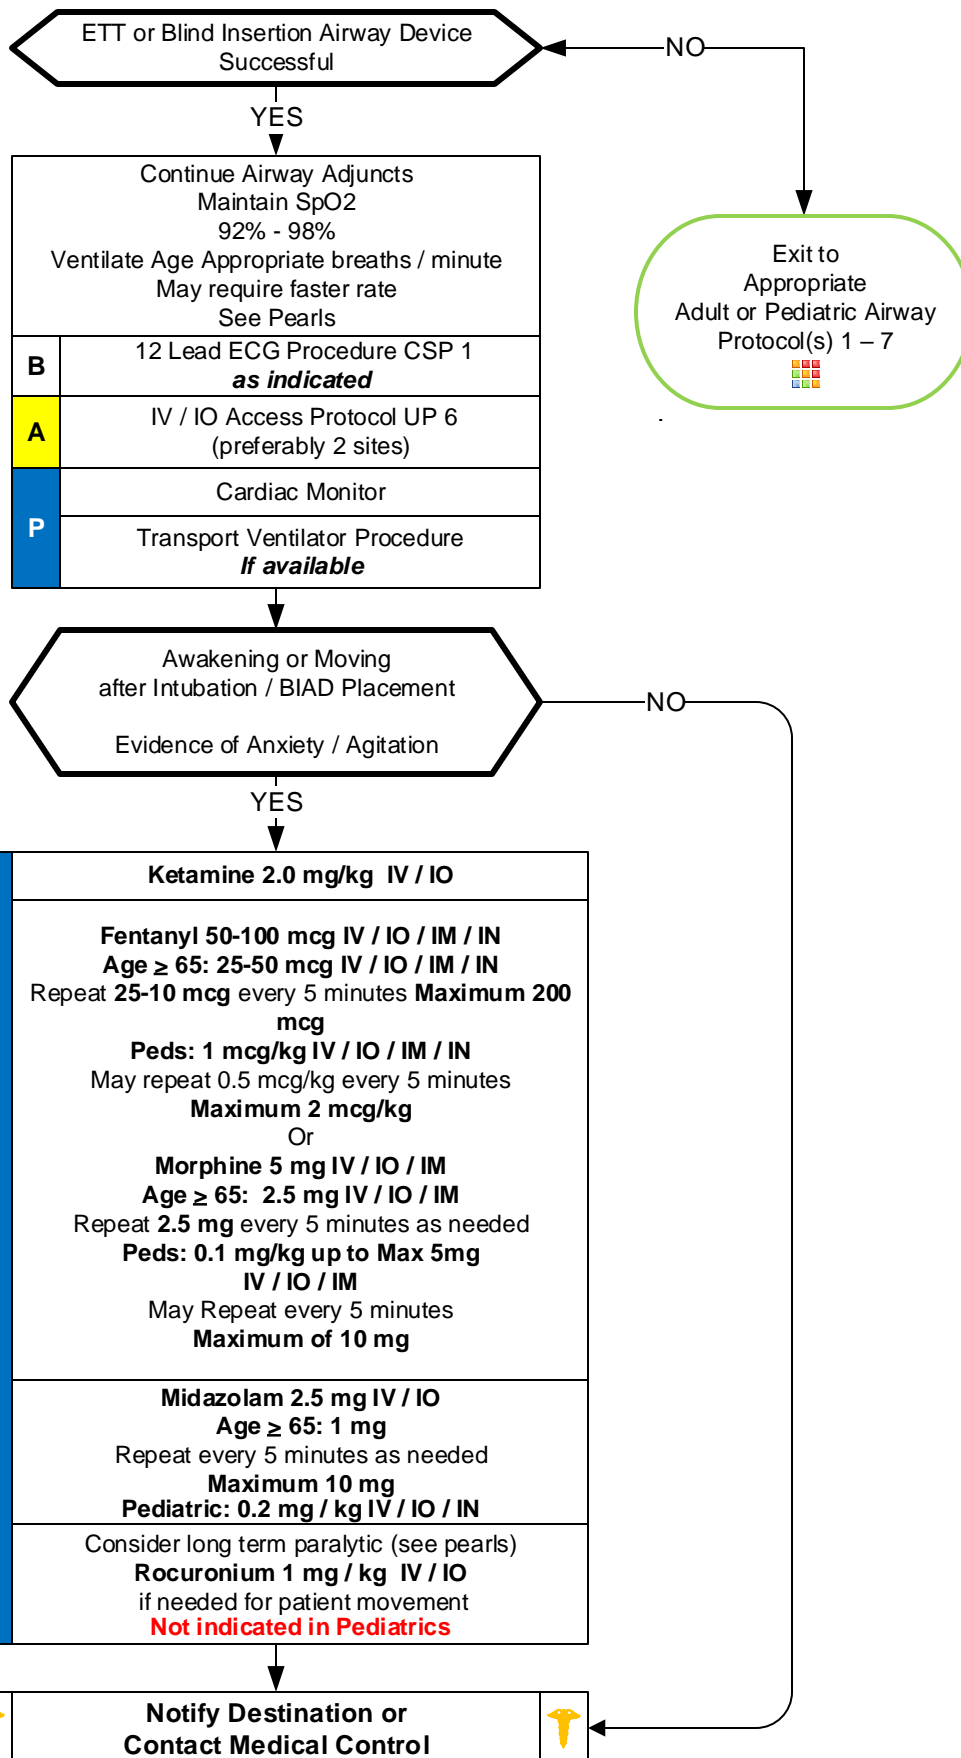 ETT or Blind Insertion Airway Device
Successful
NO
YES
Continue Airway Adjuncts
Maintain SpO2
92% - 98%
Ventilate Age Appropriate breaths / minute
May require faster rate
See Pearls
Exit to
Appropriate
Adult or Pediatric Airway
Protocol(s) 1 – 7
B
12 Lead ECG Procedure CSP 1
as indicated
A
IV / IO Access Protocol UP 6
(preferably 2 sites)
P
Cardiac Monitor
Transport Ventilator Procedure
If available
Awakening or Moving
after Intubation / BIAD Placement
Evidence of Anxiety / Agitation
NO
YES
Ketamine 2.0 mg/kg IV / IO
Fentanyl 50-100 mcg IV / IO / IM / IN
Age ≥ 65: 25-50 mcg IV / IO / IM / IN
Repeat 25-10 mcg every 5 minutes Maximum 200
mcg
Peds: 1 mcg/kg IV / IO / IM / IN
May repeat 0.5 mcg/kg every 5 minutes
Maximum 2 mcg/kg
Or
Morphine 5 mg IV / IO / IM
Age ≥ 65: 2.5 mg IV / IO / IM
Repeat 2.5 mg every 5 minutes as needed
Peds: 0.1 mg/kg up to Max 5mg
IV / IO / IM
May Repeat every 5 minutes
Maximum of 10 mg
Midazolam 2.5 mg IV / IO
Age ≥ 65: 1 mg
Repeat every 5 minutes as needed
Maximum 10 mg
Pediatric: 0.2 mg / kg IV / IO / IN
Consider long term paralytic (see pearls)
Rocuronium 1 mg / kg IV / IO
if needed for patient movement
Not indicated in Pediatrics
Notify Destination or
Contact Medical Control